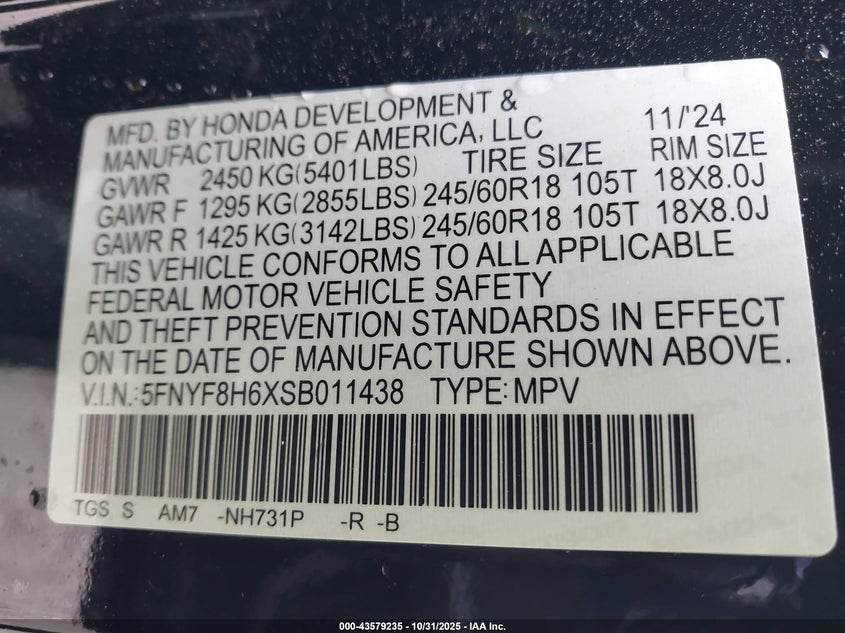 MFD. BY HONDA DEVELOPMENT &
MANUFACTURING OF AMERICA, LLC 11/'24
GVWR 2450 KG(5401LBS) TIRE SIZE RIM SIZE
GAWR F 1295 KG(2855LBS) 245/60R18 105T 18X8.0J
GAWR R 1425 KG(3142LBS) 245/60R18 105T 18X8.0J
THIS VEHICLE CONFORMS TO ALL APPLICABLE
FEDERAL MOTOR VEHICLE SAFETY
AND THEFT PREVENTION STANDARDS IN EFFECT
ON THE DATE OF MANUFACTURE SHOWN ABOVE.
V.I.N.:5FNYF8H6XSB011438 TYPE:MPV
TGS S AM7 -NH731P -R -B
000-43579235 - 10/31/2025 - IAA Inc.